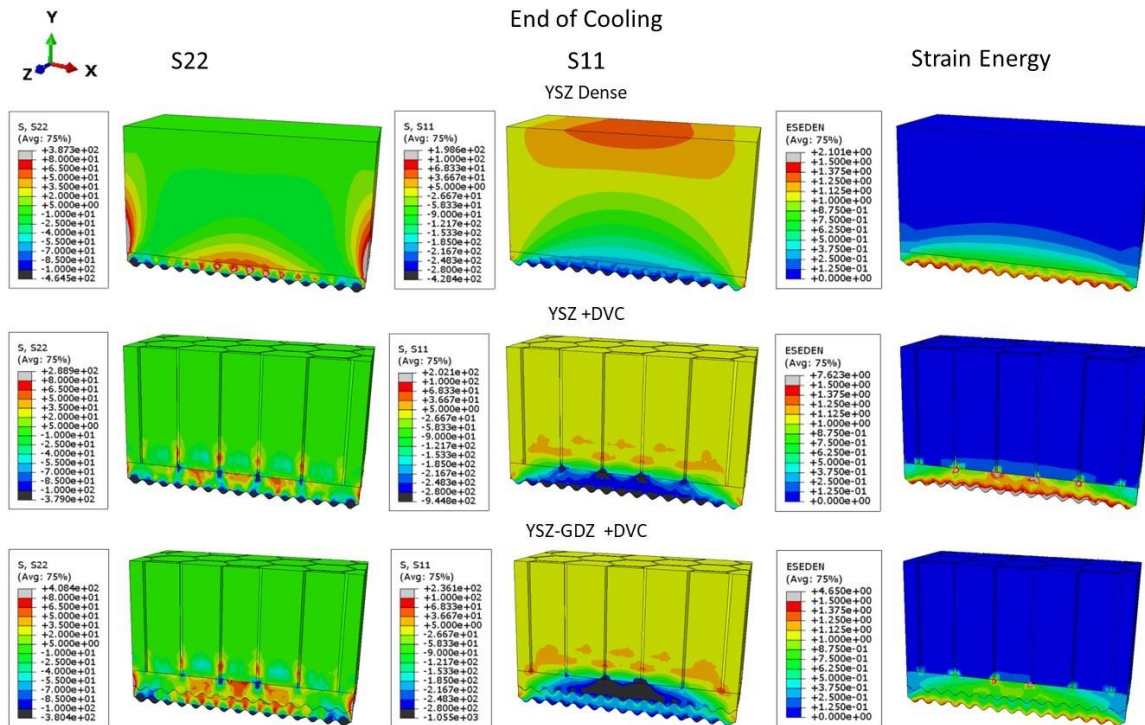 End of Cooling
Y
Z
X
S22
S11
Strain Energy
YSZ Dense
S, S22
(Avg: 75%)
+3.873e+02
+8.000e+01
+6.500e+01
+5.000e+01
+3.500e+01
+2.000e+01
+5.000e+00
-1.000e+01
-2.500e+01
-4.000e+01
-5.500e+01
-7.000e+01
-8.500e+01
-1.000e+02
-4.645e+02
S, S11
(Avg: 75%)
+1.986e+02
+1.000e+02
+6.833e+01
+3.667e+01
+5.000e+00
-2.667e+01
-5.833e+01
-9.000e+01
-1.217e+02
-1.533e+02
-1.850e+02
-2.167e+02
-2.483e+02
-2.800e+02
-4.284e+02
ESEDEN
(Avg: 75%)
+2.101e+00
+1.500e+00
+1.375e+00
+1.250e+00
+1.125e+00
+1.000e+00
+8.750e-01
+7.500e-01
+6.250e-01
+5.000e-01
+3.750e-01
+2.500e-01
+1.250e-01
+0.000e+00
YSZ +DVC
S, S22
(Avg: 75%)
+2.889e+02
+8.000e+01
+6.500e+01
+5.000e+01
+3.500e+01
+2.000e+01
+5.000e+00
-1.000e+01
-2.500e+01
-4.000e+01
-5.500e+01
-7.000e+01
-8.500e+01
-1.000e+02
-3.790e+02
S, S11
(Avg: 75%)
+2.021e+02
+1.000e+02
+6.833e+01
+3.667e+01
+5.000e+00
-2.667e+01
-5.833e+01
-9.000e+01
-1.217e+02
-1.533e+02
-1.850e+02
-2.167e+02
-2.483e+02
-2.800e+02
-9.448e+02
ESEDEN
(Avg: 75%)
+7.623e+00
+1.500e+00
+1.375e+00
+1.250e+00
+1.125e+00
+1.000e+00
+8.750e-01
+7.500e-01
+6.250e-01
+5.000e-01
+3.750e-01
+2.500e-01
+1.250e-01
+0.000e+00
YSZ-GDZ +DVC
S, S22
(Avg: 75%)
+4.084e+02
+8.000e+01
+6.500e+01
+5.000e+01
+3.500e+01
+2.000e+01
+5.000e+00
-1.000e+01
-2.500e+01
-4.000e+01
-5.500e+01
-7.000e+01
-8.500e+01
-1.000e+02
-3.804e+02
S, S11
(Avg: 75%)
+2.361e+02
+1.000e+02
+6.833e+01
+3.667e+01
+5.000e+00
-2.667e+01
-5.833e+01
-9.000e+01
-1.217e+02
-1.533e+02
-1.850e+02
-2.167e+02
-2.483e+02
-2.800e+02
-1.055e+03
ESEDEN
(Avg: 75%)
+4.650e+00
+1.500e+00
+1.375e+00
+1.250e+00
+1.125e+00
+1.000e+00
+8.750e-01
+7.500e-01
+6.250e-01
+5.000e-01
+3.750e-01
+2.500e-01
+1.250e-01
+0.000e+00